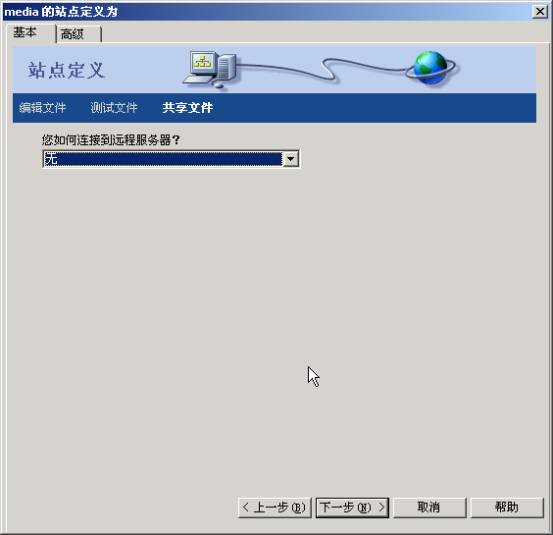 media 的站点定义为
基本 高级
站点定义
编辑文件 测试文件 共享文件
您如何连接到远程服务器?
无
< 上一步(B) 下一步(N) > 取消 帮助